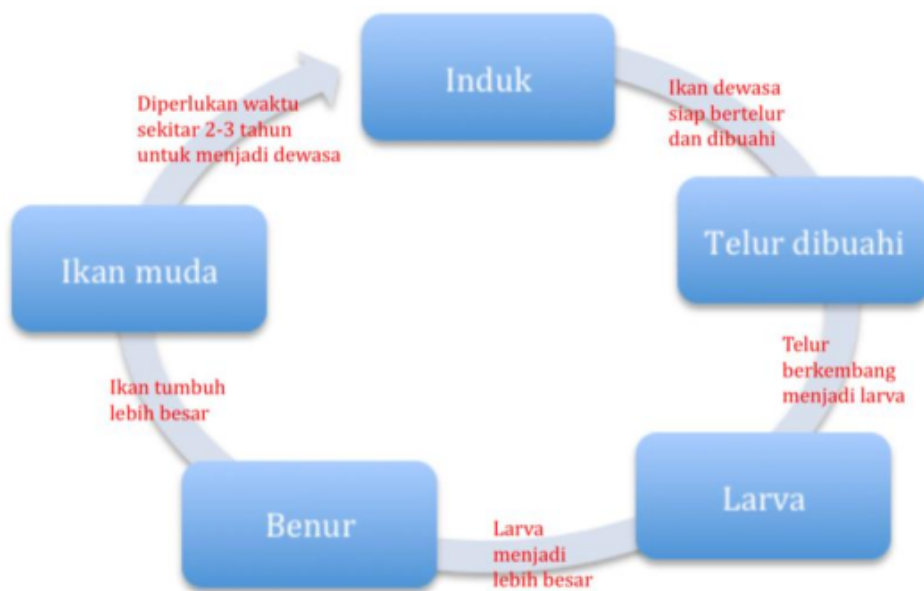 Induk
Ikan dewasa
siap bertelur
dan dibuahi
Telur dibuahi
Telur
berkembang
menjadi larva
Larva
Larva
menjadi
lebih besar
Benur
Ikan tumbuh
lebih besar
Ikan muda
Diperlukan waktu
sekitar 2-3 tahun
untuk menjadi dewasa